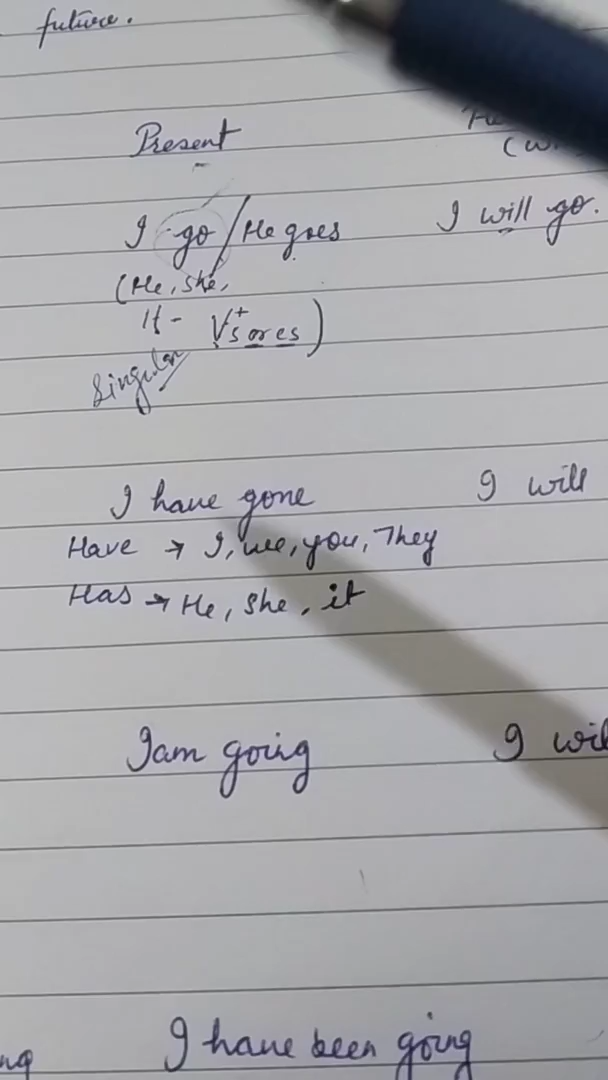 future.
Present
I go / He goes
I will go.
(He, she,
It - V+s or es)
Singular
I have gone
I will
Have → I, we, you, They
Has → He, she, it
I am going
I wil
I have been going